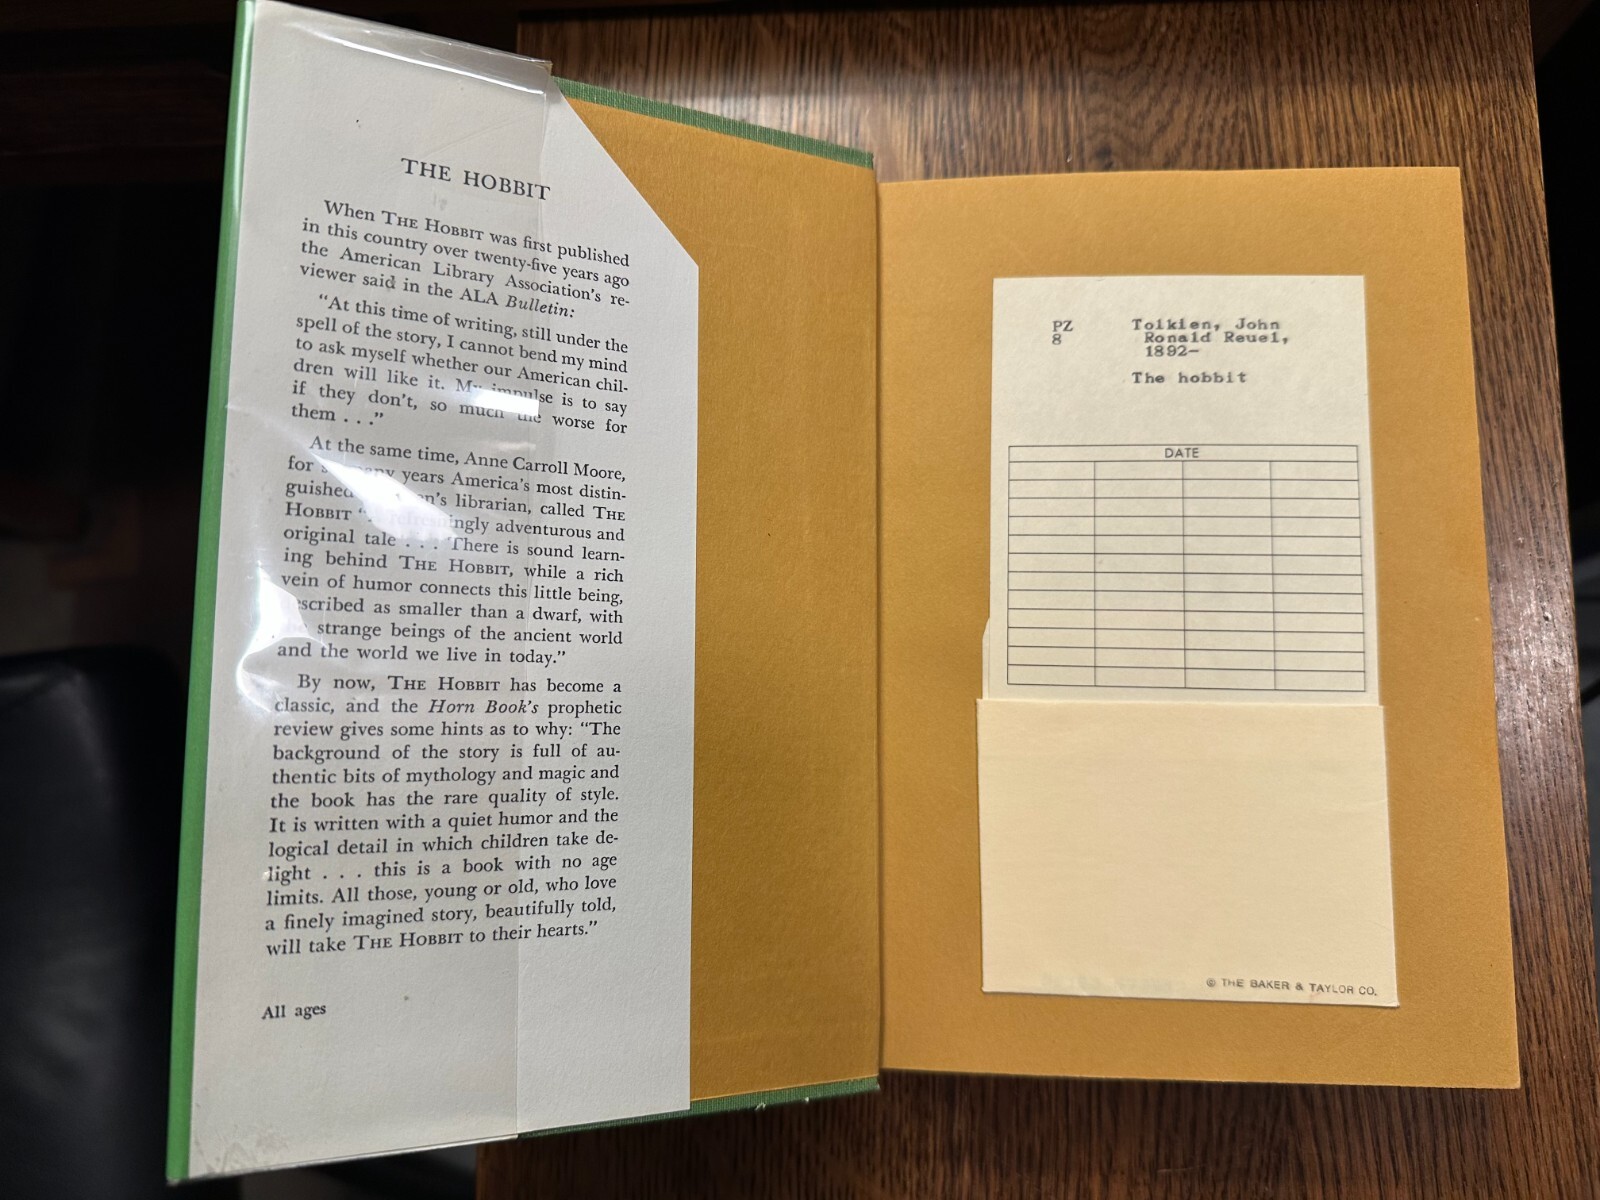 THE HOBBIT
When THE HOBBIT was first published
in this country over twenty-five years ago
the American Library Association's re-
viewer said in the ALA Bulletin:
"At this time of writing, still under the
spell of the story, I cannot bend my mind
to ask myself whether our American chil-
dren will like it. My impulse is to say
if they don't, so much the worse for
them . . ."
At the same time, Anne Carroll Moore,
for so many years America's most distin-
guished children's librarian, called THE
HOBBIT "A refreshingly adventurous and
original tale . . . There is sound learn-
ing behind THE HOBBIT, while a rich
vein of humor connects this little being,
described as smaller than a dwarf, with
strange beings of the ancient world
and the world we live in today."
By now, THE HOBBIT has become a
classic, and the Horn Book's prophetic
review gives some hints as to why: "The
background of the story is full of au-
thentic bits of mythology and magic and
the book has the rare quality of style.
It is written with a quiet humor and the
logical detail in which children take de-
light . . . this is a book with no age
limits. All those, young or old, who love
a finely imagined story, beautifully told,
will take THE HOBBIT to their hearts."
All ages
PZ
8
Tolkien, John
Ronald Reuel,
1892-
The hobbit
DATE
© THE BAKER & TAYLOR CO.